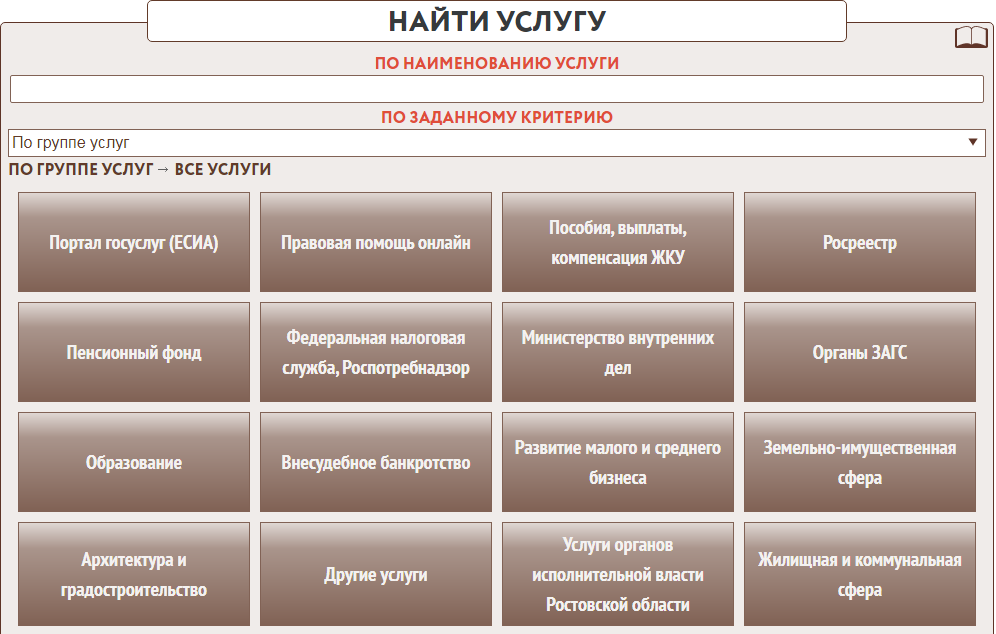 НАЙТИ УСЛУГУ
ПО НАИМЕНОВАНИЮ УСЛУГИ
ПО ЗАДАННОМУ КРИТЕРИЮ
По группе услуг
ПО ГРУППЕ УСЛУГ → ВСЕ УСЛУГИ
Портал госуслуг (ЕСИА)
Правовая помощь онлайн
Пособия, выплаты,
компенсация ЖКУ
Росреестр
Пенсионный фонд
Федеральная налоговая
служба, Роспотребнадзор
Министерство внутренних
дел
Органы ЗАГС
Образование
Внесудебное банкротство
Развитие малого и среднего
бизнеса
Земельно-имущественная
сфера
Архитектура и
градостроительство
Другие услуги
Услуги органов
исполнительной власти
Ростовской области
Жилищная и коммунальная
сфера